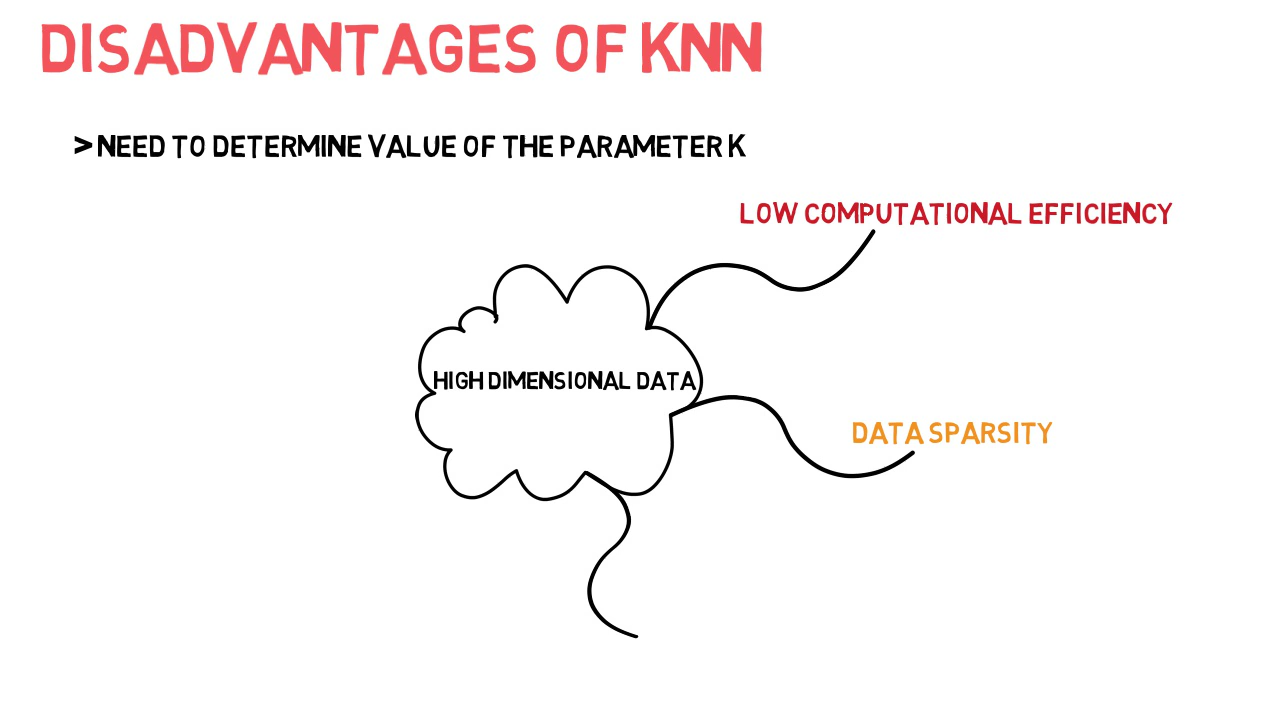 DISADVANTAGES OF KNN
> NEED TO DETERMINE VALUE OF THE PARAMETER K
LOW COMPUTATIONAL EFFICIENCY
HIGH DIMENSIONAL DATA
DATA SPARSITY